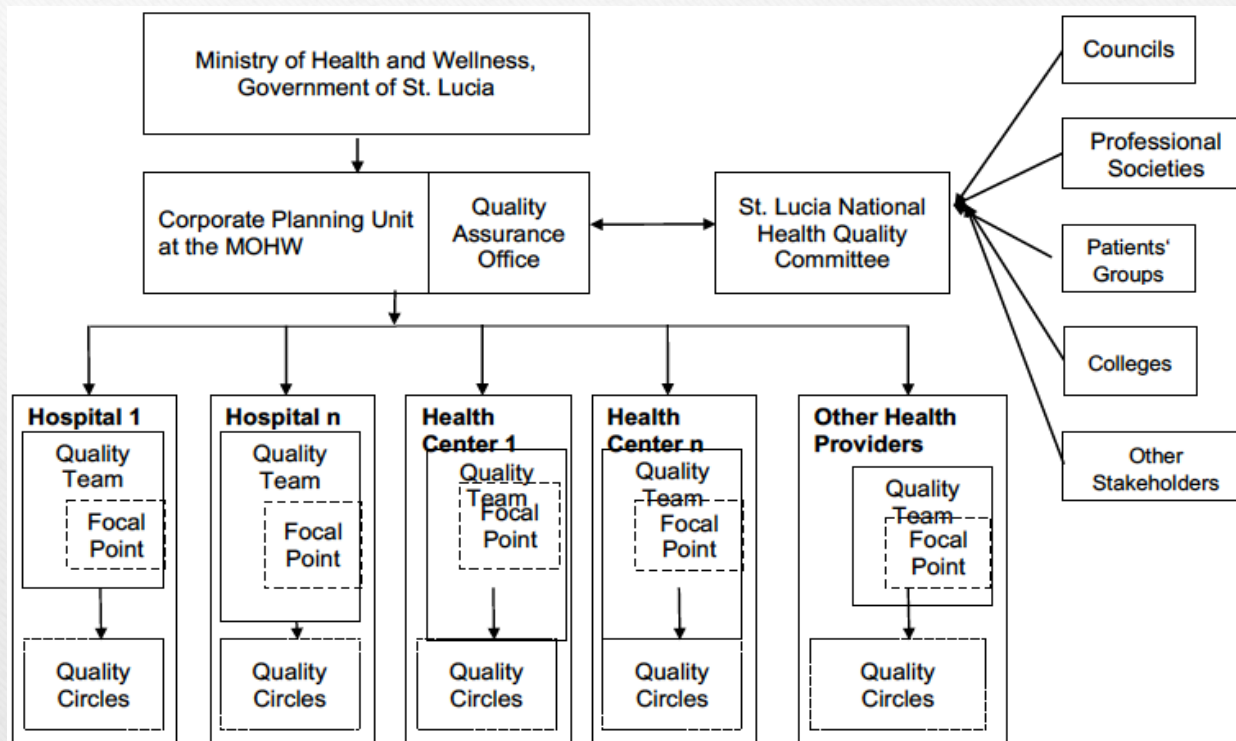 Ministry of Health and Wellness,
Government of St. Lucia
Corporate Planning Unit
at the MOHW
Quality
Assurance
Office
St. Lucia National
Health Quality
Committee
Councils
Professional
Societies
Patients‘
Groups
Colleges
Other
Stakeholders
Hospital 1
Quality
Team
Focal
Point
Quality
Circles
Hospital n
Quality
Team
Focal
Point
Quality
Circles
Health
Center 1
Quality
Team
Focal
Point
Quality
Circles
Health
Center n
Quality
Team
Focal
Point
Quality
Circles
Other Health
Providers
Quality
Team
Focal
Point
Quality
Circles